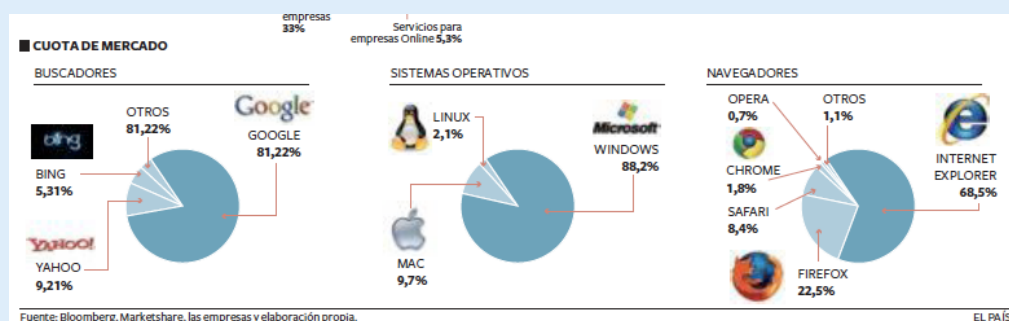 empresas
33%
Servicios para
empresas Online 5,3%
CUOTA DE MERCADO
BUSCADORES
bing
OTROS
81,22%
Google
GOOGLE
81,22%
BING
5,31%
YAHOO!
YAHOO
9,21%
SISTEMAS OPERATIVOS
LINUX
2,1%
Microsoft
WINDOWS
88,2%
MAC
9,7%
NAVEGADORES
OPERA
0,7%
OTROS
1,1%
INTERNET
EXPLORER
68,5%
CHROME
1,8%
SAFARI
8,4%
FIREFOX
22,5%
Fuente: Bloomberg, Marketshare, las empresas y elaboración propia.
EL PAÍS